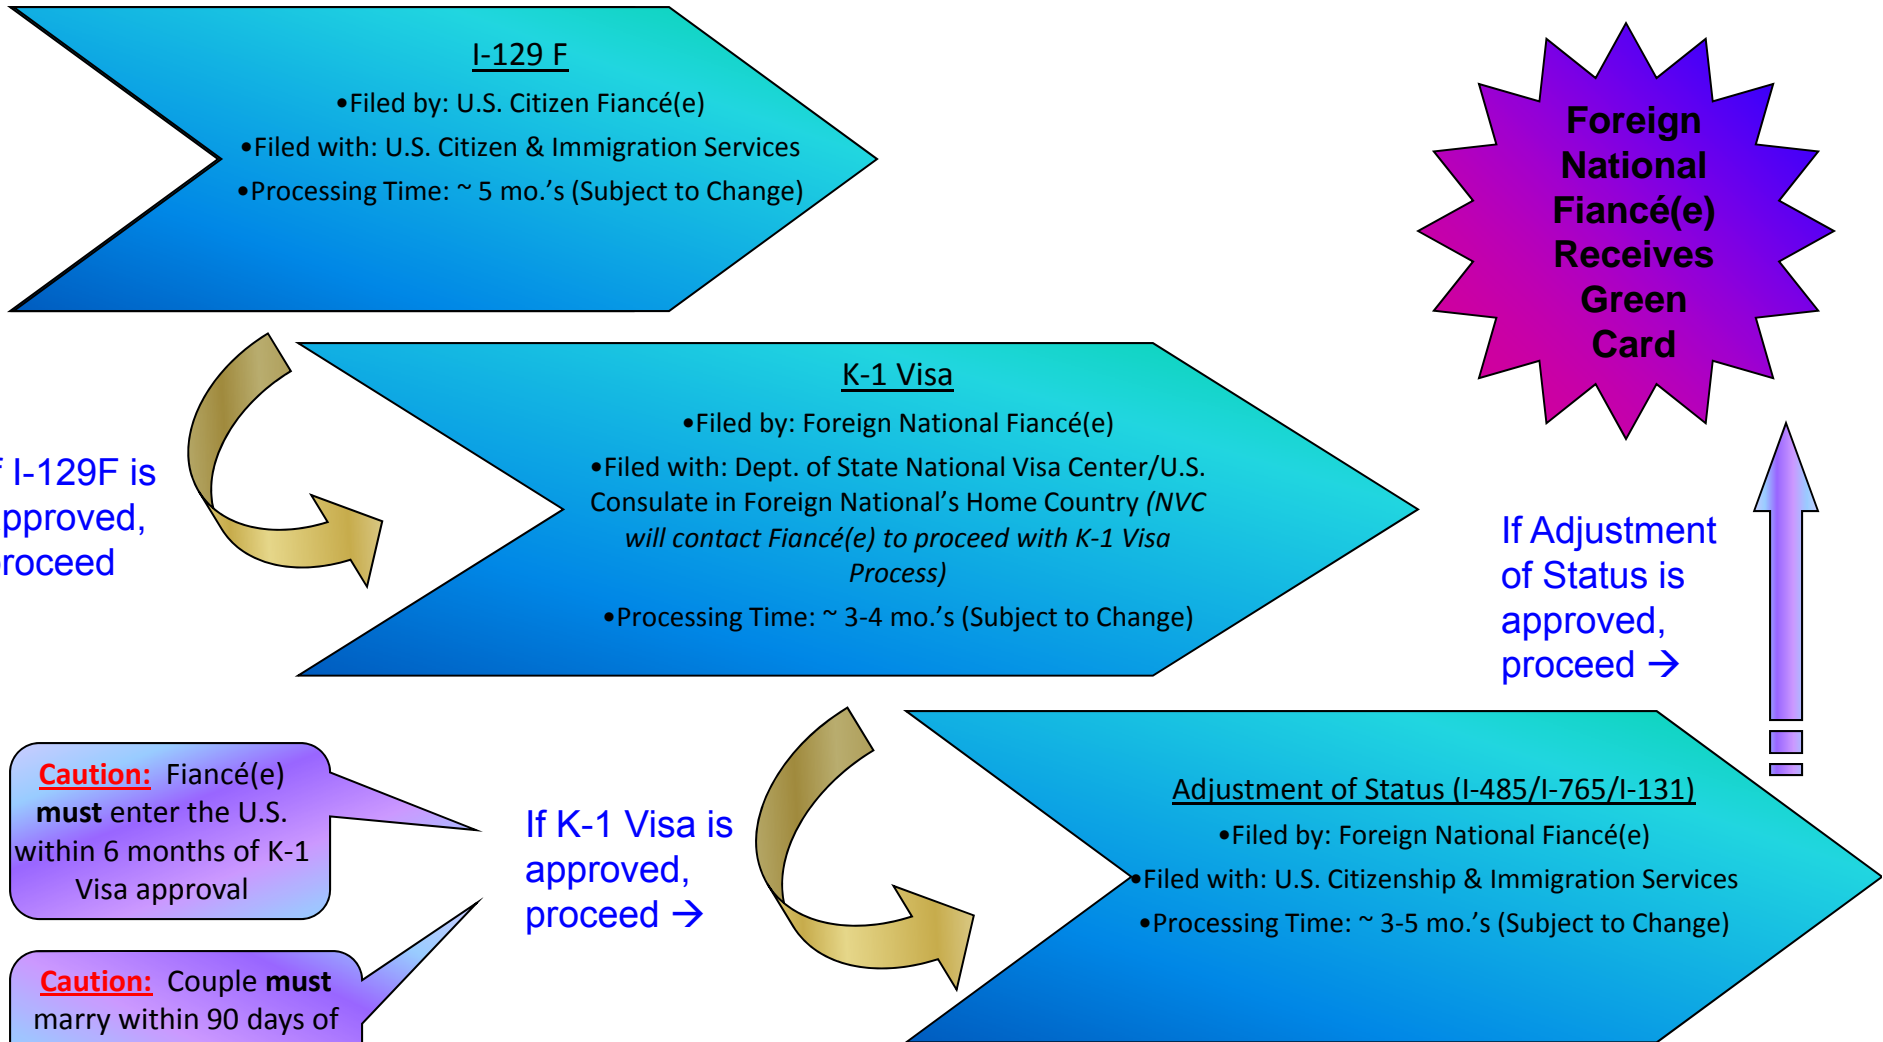 I-129 F
•Filed by: U.S. Citizen Fiancé(e)
•Filed with: U.S. Citizen & Immigration Services
•Processing Time: ~ 5 mo.'s (Subject to Change)
Foreign
National
Fiancé(e)
Receives
Green
Card
I-129F is
pproved,
roceed
K-1 Visa
•Filed by: Foreign National Fiancé(e)
•Filed with: Dept. of State National Visa Center/U.S.
Consulate in Foreign National’s Home Country (NVC
will contact Fiancé(e) to proceed with K-1 Visa
Process)
•Processing Time: ~ 3-4 mo.’s (Subject to Change)
If Adjustment
of Status is
approved,
proceed →
Caution: Fiancé(e)
must enter the U.S.
within 6 months of K-1
Visa approval
Caution: Couple must
marry within 90 days of
If K-1 Visa is
approved,
proceed →
Adjustment of Status (I-485/I-765/I-131)
•Filed by: Foreign National Fiancé(e)
•Filed with: U.S. Citizenship & Immigration Services
•Processing Time: ~ 3-5 mo.’s (Subject to Change)